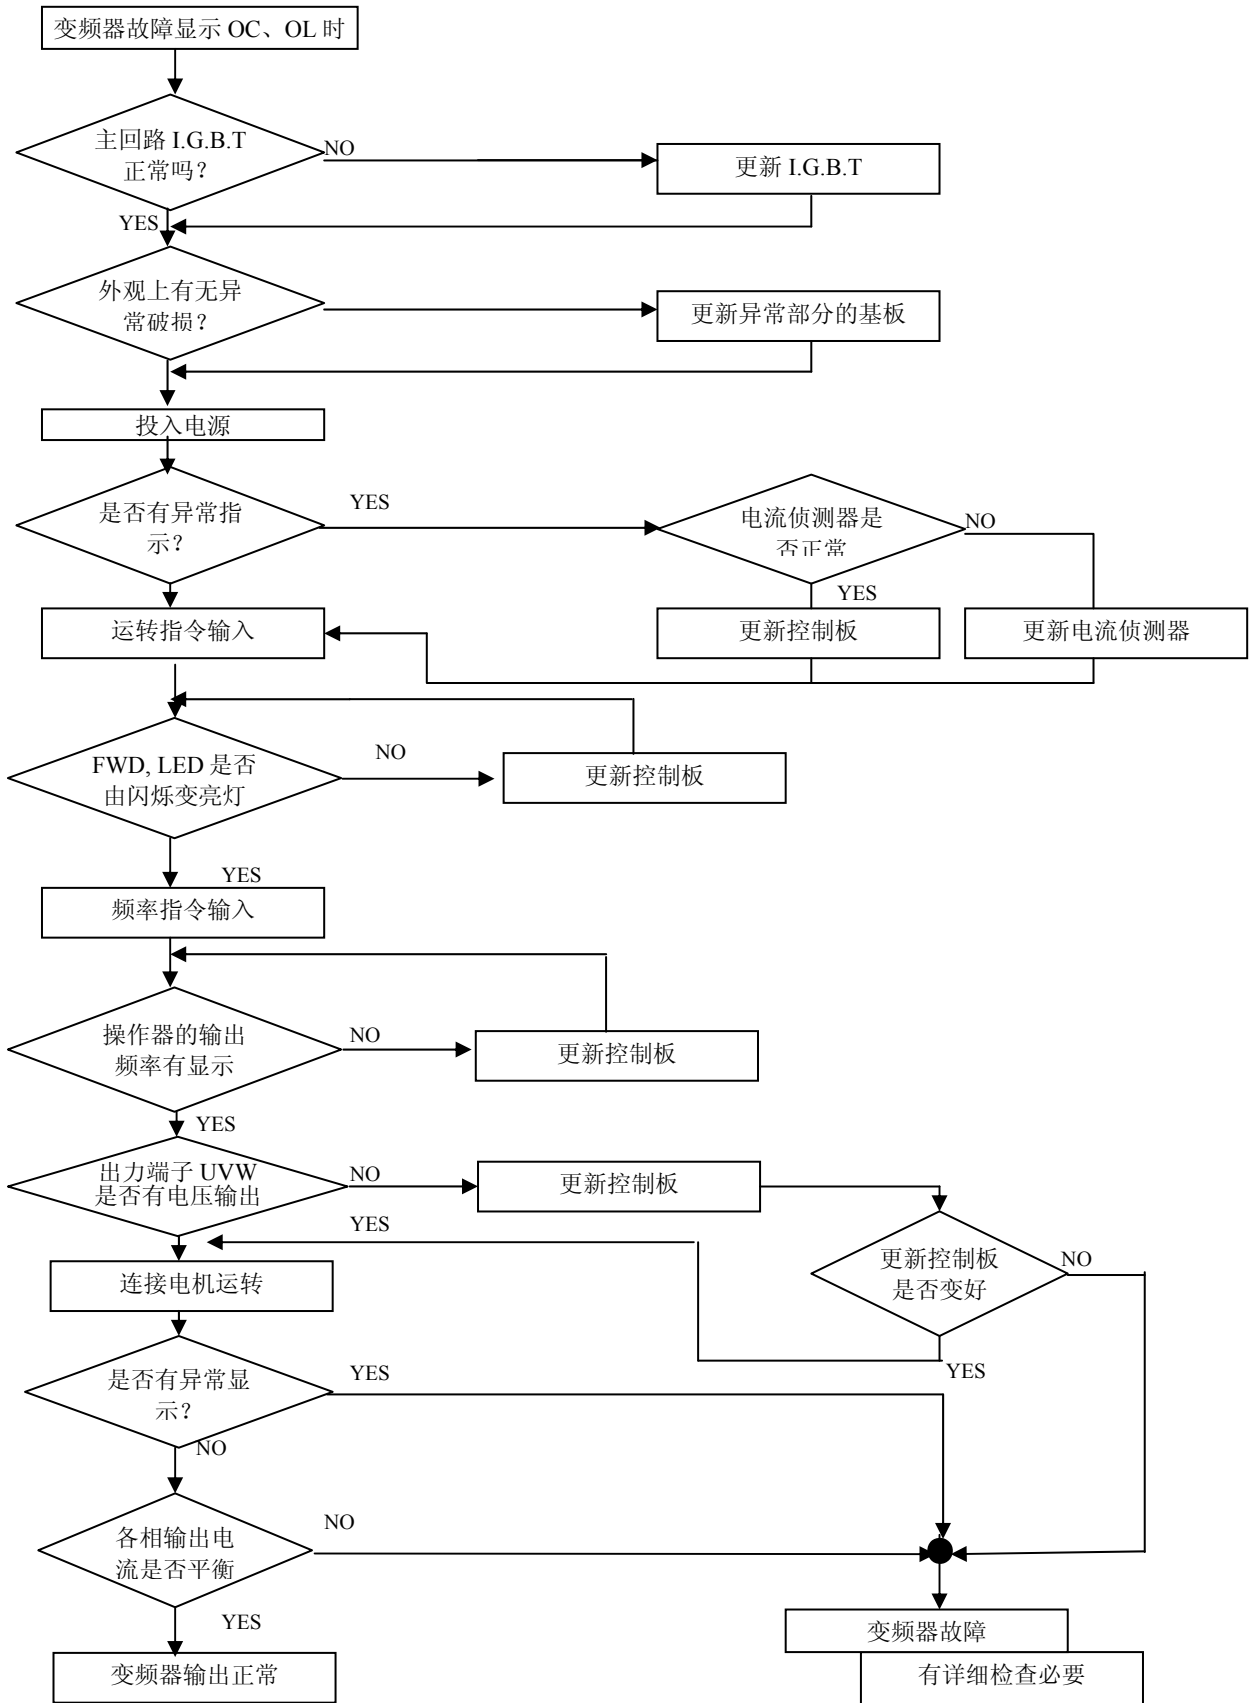 变频器故障显示 OC、OL 时
主回路 I.G.B.T
正常吗?
NO
更新 I.G.B.T
YES
外观上有无异
常破损?
更新异常部分的基板
投入电源
是否有异常指
示?
YES
电流侦测器是
否正常
NO
YES
运转指令输入
更新控制板
更新电流侦测器
FWD, LED 是否
由闪烁变亮灯
NO
更新控制板
YES
频率指令输入
操作器的输出
频率有显示
NO
更新控制板
YES
出力端子 UVW
是否有电压输出
NO
更新控制板
YES
更新控制板
是否变好
NO
YES
连接电机运转
是否有异常显
示?
YES
NO
各相输出电
流是否平衡
NO
YES
变频器输出正常
变频器故障
有详细检查必要